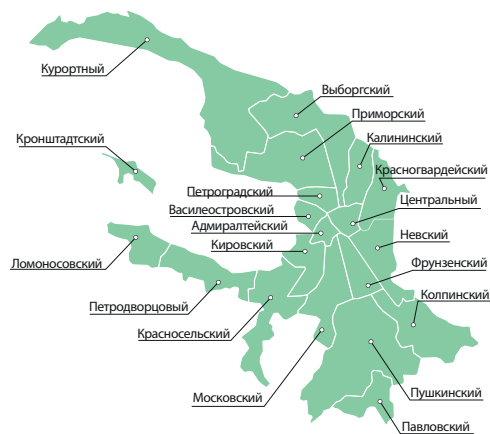 Курортный
Выборгский
Приморский
Кронштадтский
Калининский
Красногвардейский
Петроградский
Центральный
Василеостровский
Адмиралтейский
Невский
Кировский
Ломоносовский
Фрунзенский
Петродворцовый
Колпинский
Красносельский
Московский
Пушкинский
Павловский